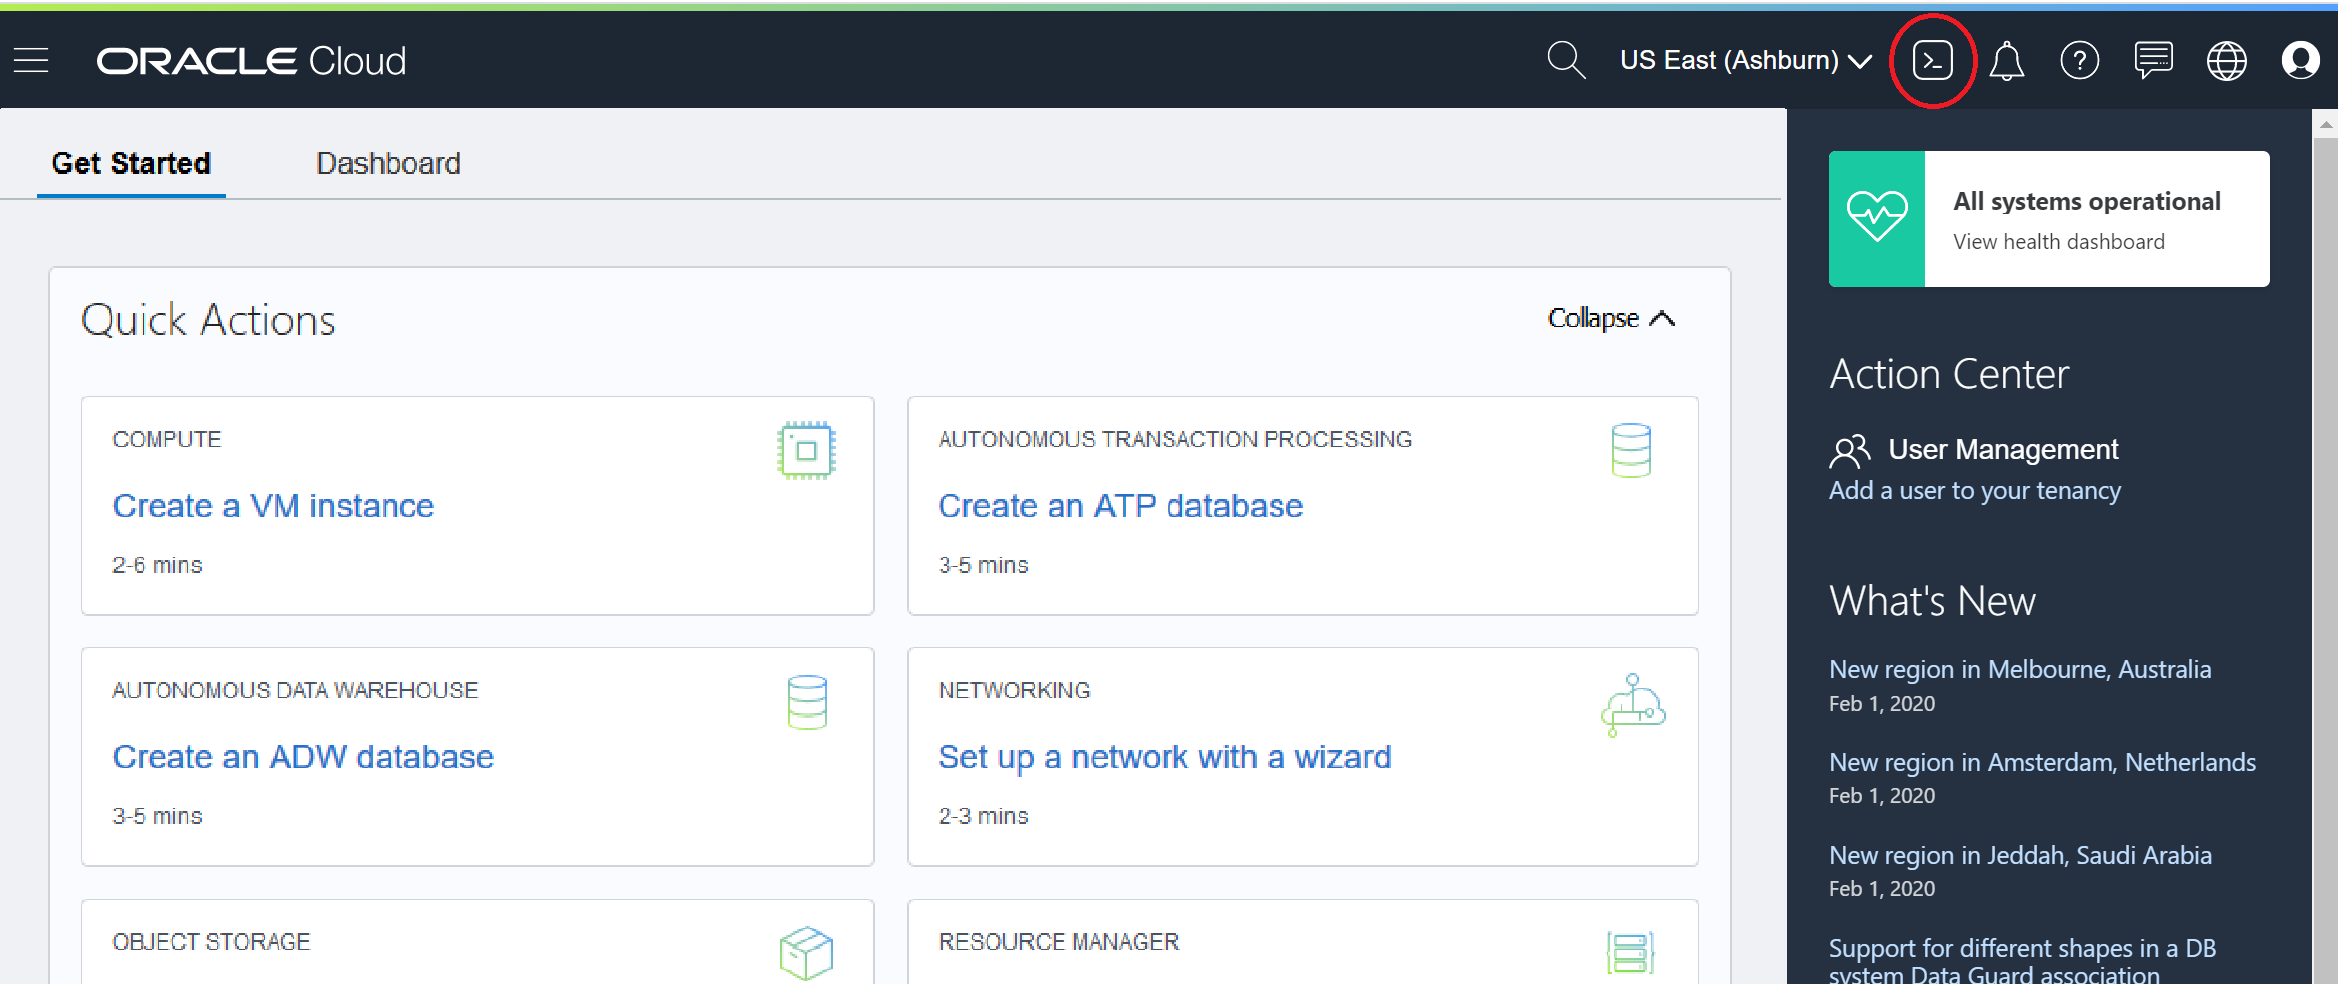 ORACLE Cloud
US East (Ashburn)
Get Started
Dashboard
Quick Actions
Collapse
COMPUTE
Create a VM instance
2-6 mins
AUTONOMOUS TRANSACTION PROCESSING
Create an ATP database
3-5 mins
AUTONOMOUS DATA WAREHOUSE
Create an ADW database
3-5 mins
NETWORKING
Set up a network with a wizard
2-3 mins
OBJECT STORAGE
RESOURCE MANAGER
All systems operational
View health dashboard
Action Center
User Management
Add a user to your tenancy
What's New
New region in Melbourne, Australia
Feb 1, 2020
New region in Amsterdam, Netherlands
Feb 1, 2020
New region in Jeddah, Saudi Arabia
Feb 1, 2020
Support for different shapes in a DB
system Data Guard association